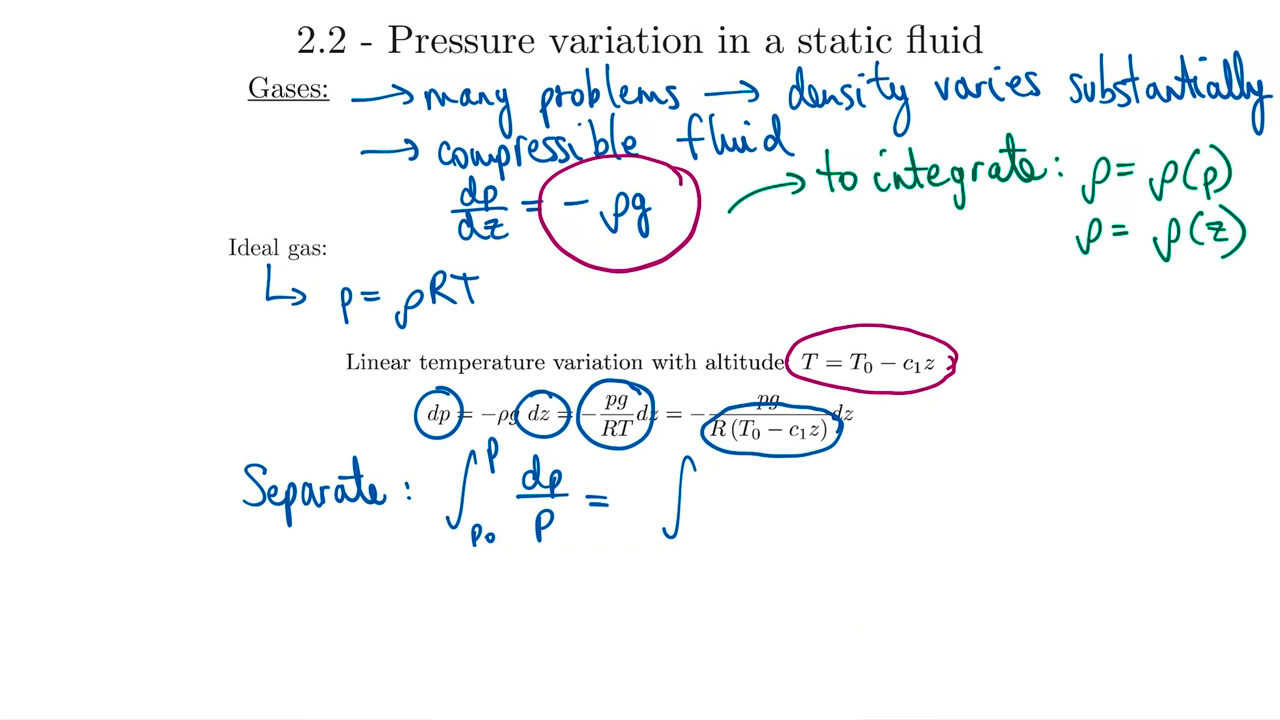 2.2 - Pressure variation in a static fluid
Gases: → many problems → density varies substantially
→ compressible fluid
dp/dz = - ρg → to integrate: ρ = ρ(p)
ρ = ρ(z)
Ideal gas:
↳ p = ρRT
Linear temperature variation with altitude T = T₀ − c₁z
dp = −ρg dz = − pg/RT dz = − pg/R (T₀ − c₁z) dz
Separate: ∫_{p₀}^{p} dp/p = ∫